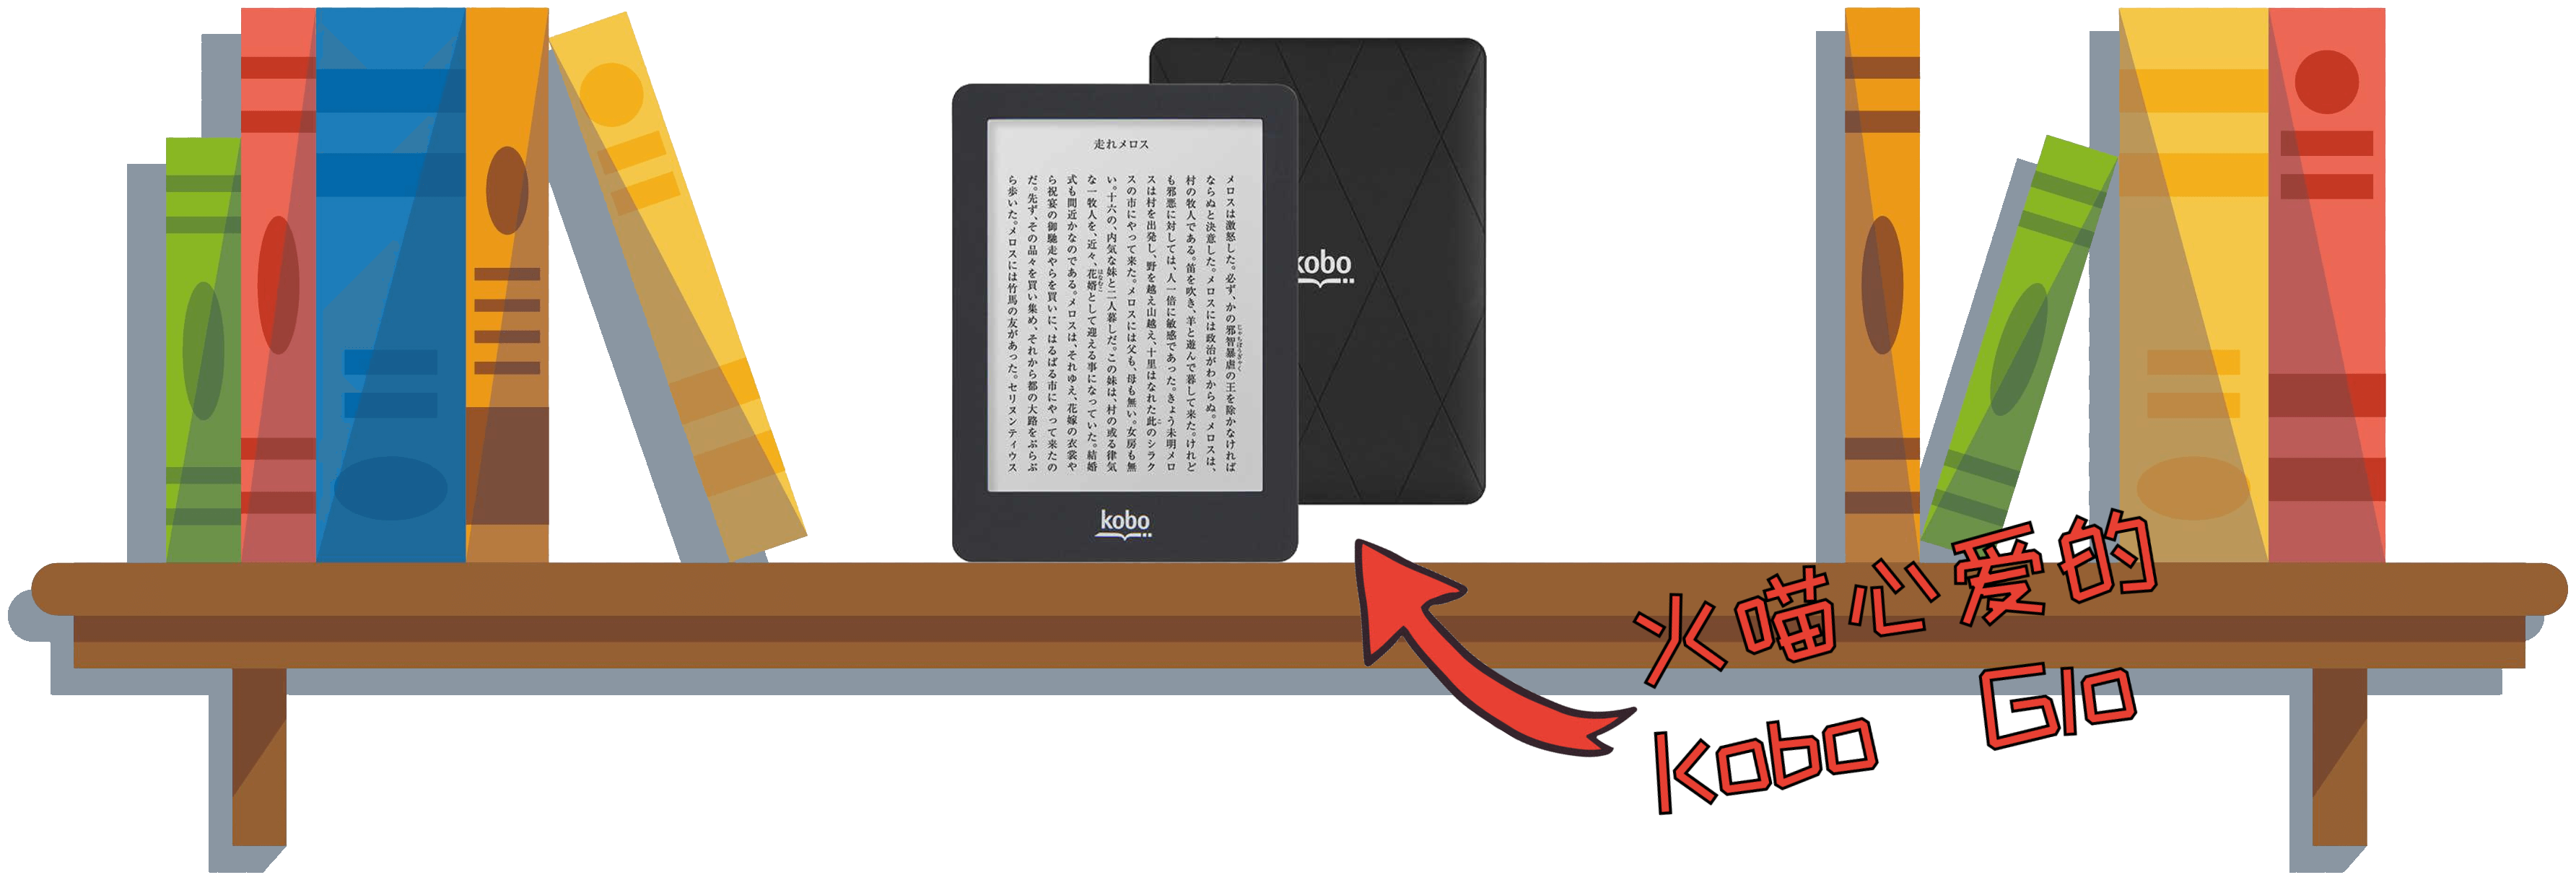 走れメロス
メロスは激怒した。必ず、かの邪智暴虐の王を除かなければ
ならぬと決意した。メロスには政治がわからぬ。メロスは、
村の牧人である。笛を吹き、羊と遊んで暮して来た。けれど
も邪悪に対しては、人一倍に敏感であった。きょう未明メロ
スは村を出発し、野を越え山越え、十里はなれた此のシラク
スの市にやって来た。メロスには父も、母も無い。女房も無
い。十六の、内気な妹と二人暮しだ。この妹は、村の或る律気
な一牧人を、近々、花婿として迎える事になっていた。結婚
式も間近かなのである。メロスは、それゆえ、花嫁の衣裳や
ら祝宴の御馳走やらを買いに、はるばる市にやって来たの
だ。先ず、その品々を買い集め、それから都の大路をぶらぶ
ら歩いた。メロスには竹馬の友があった。セリヌンティウス
kobo
kobo
火喵心爱的
kobo Glo